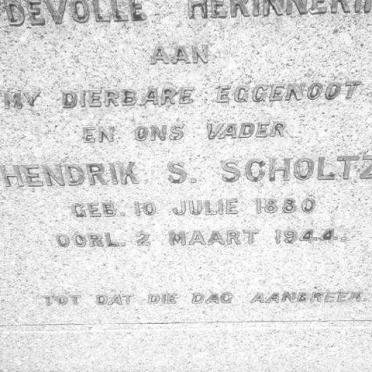 DEVOLLE HERINNERIN
AAN
MY DIERBARE EGGENOOT
EN ONS VADER
HENDRIK S. SCHOLTZ
GEB. 10 JULIE 1880
OORL. 2 MAART 1944.
TOT DAT DIE DAG AANBREEK.